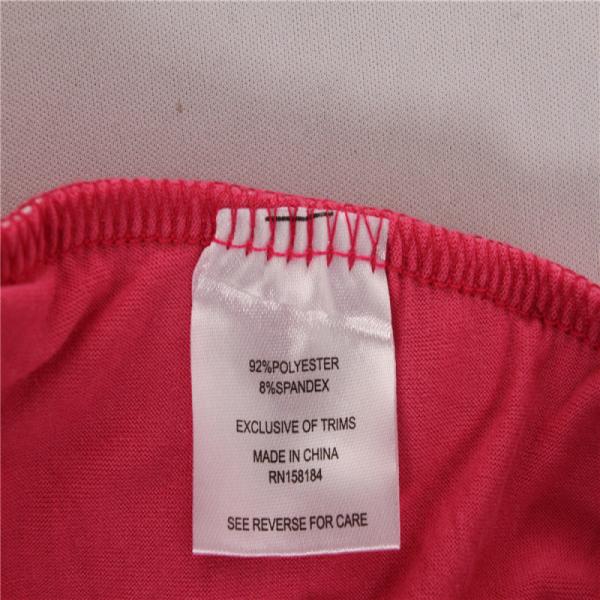 92%POLYESTER
8%SPANDEX
EXCLUSIVE OF TRIMS
MADE IN CHINA
RN158184
SEE REVERSE FOR CARE